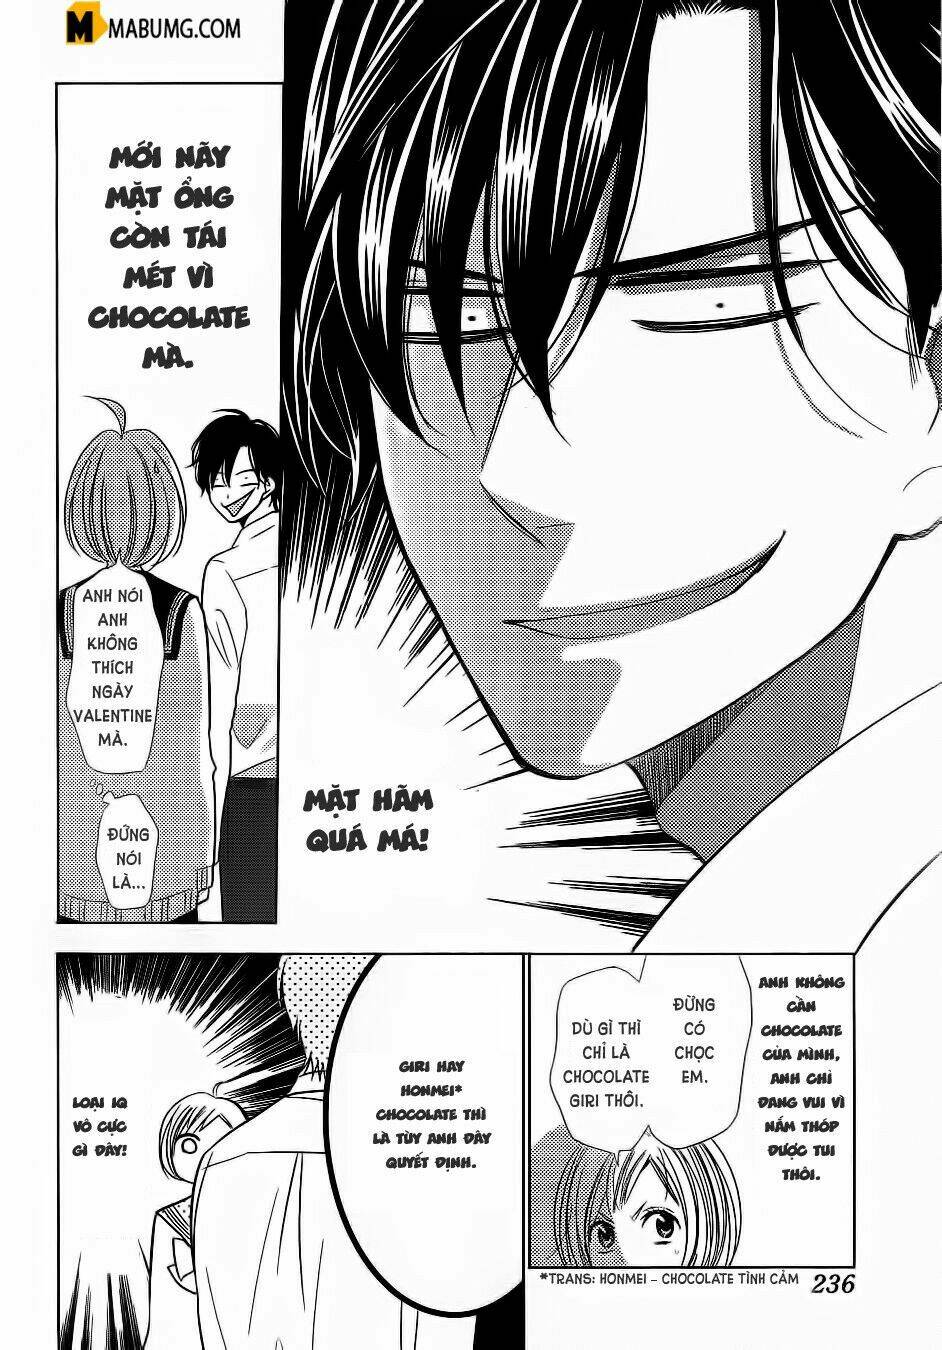 MABUMG.COM
MỚI NÃY
MẶT ỔNG
CÒN TÁI
MÉT VÌ
CHOCOLATE
MÀ.
ANH NÓI
ANH
KHÔNG
THÍCH
NGÀY
VALENTINE
MÀ.
ĐỨNG
NÓI
LÀ...
MẶT HÃM
QUÁ MÁ!
ANH KHÔNG
CẦN
CHOCOLATE
CỦA MÌNH,
ANH CHỈ
ĐANG VUI VÌ
NẮM THÓP
ĐƯỢC TUI
THÔI.
ĐỪNG
CÓ
CHỌC
EM.
DÙ GÌ THÌ
CHỈ LÀ
CHOCOLATE
GIRI THÔI.
GIRI HAY
HONMEI*
CHOCOLATE THÌ
LÀ TÙY ANH ĐÂY
QUYẾT ĐỊNH.
LOẠI IQ
VÔ CỰC
GÌ ĐÂY!
*TRANS: HONMEI - CHOCOLATE TÌNH CẢM
236